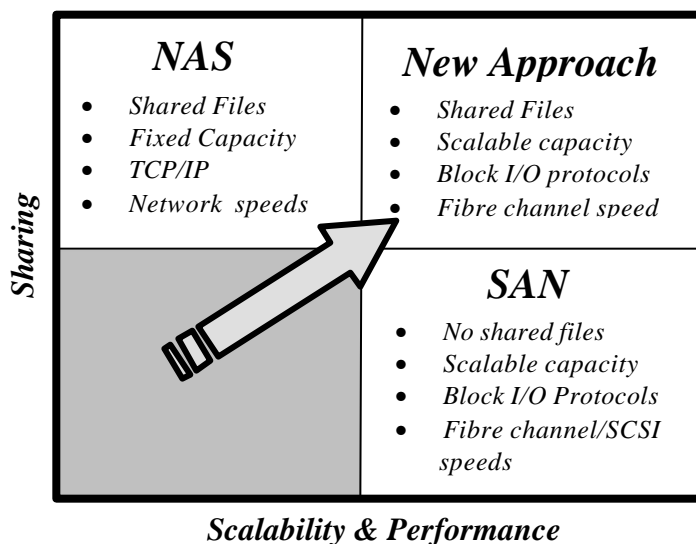 NAS
• Shared Files
• Fixed Capacity
• TCP/IP
• Network speeds
New Approach
• Shared Files
• Scalable capacity
• Block I/O protocols
• Fibre channel speed
Sharing
SAN
• No shared files
• Scalable capacity
• Block I/O Protocols
• Fibre channel/SCSI
speeds
Scalability & Performance